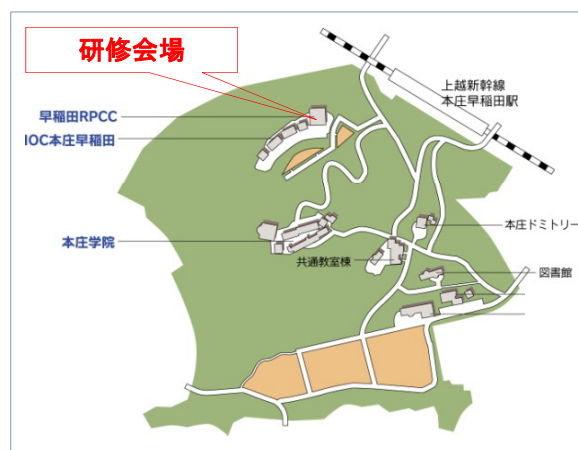 研修会場
上越新幹線
本庄早稲田駅
早稲田RPCC
IOC本庄早稲田
本庄ドミトリー
本庄学院
共通教室棟
図書館